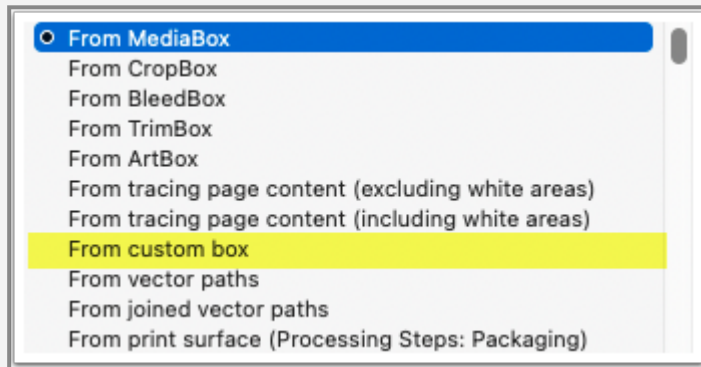 From MediaBox
From CropBox
From BleedBox
From TrimBox
From ArtBox
From tracing page content (excluding white areas)
From tracing page content (including white areas)
From custom box
From vector paths
From joined vector paths
From print surface (Processing Steps: Packaging)